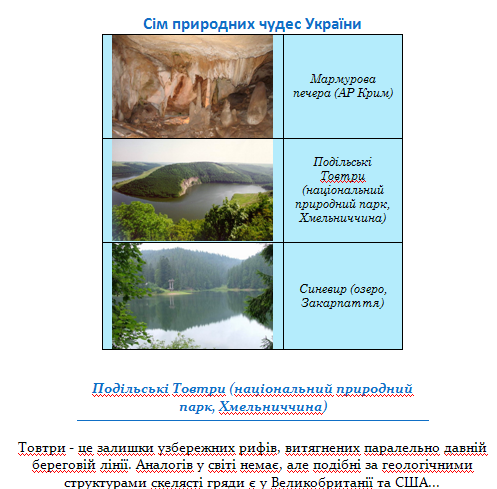 Сім природних чудес України
Мармурова
печера (АР Крим)
Подільські
Товтри
(національний
природний парк,
Хмельниччина)
Синевир (озеро,
Закарпаття)
Подільські Товтри (національний природний
парк, Хмельниччина)
Товтри - це залишки узбережних рифів, витягнених паралельно давній
береговій лінії. Аналогів у світі немає, але подібні за геологічними
структурами скелясті гряди є у Великобританії та США...